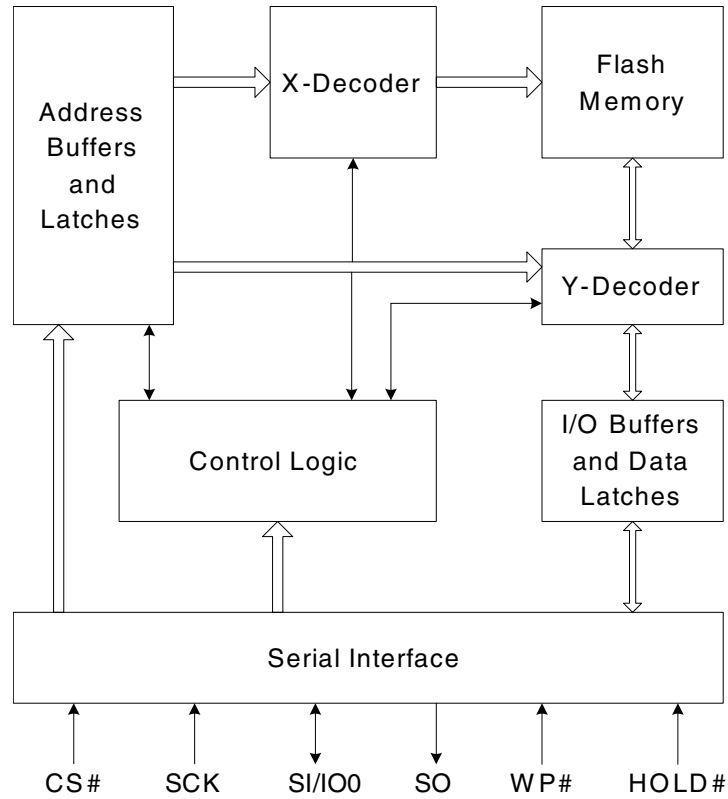 Address
Buffers
and
Latches
X-Decoder
Flash
Memory
Y-Decoder
Control Logic
I/O Buffers
and Data
Latches
Serial Interface
CS#
SCK
SI/IO0
SO
WP#
HOLD#